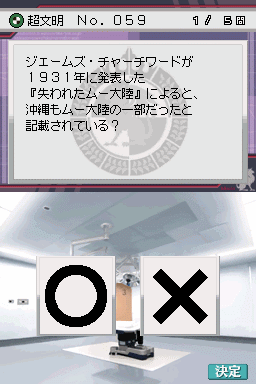 超文明 No.059 1/5回
ジェームズ・チャーチワードが
１９３１年に発表した
『失われたムー大陸』によると、
沖縄もムー大陸の一部だったと
記載されている？
決定